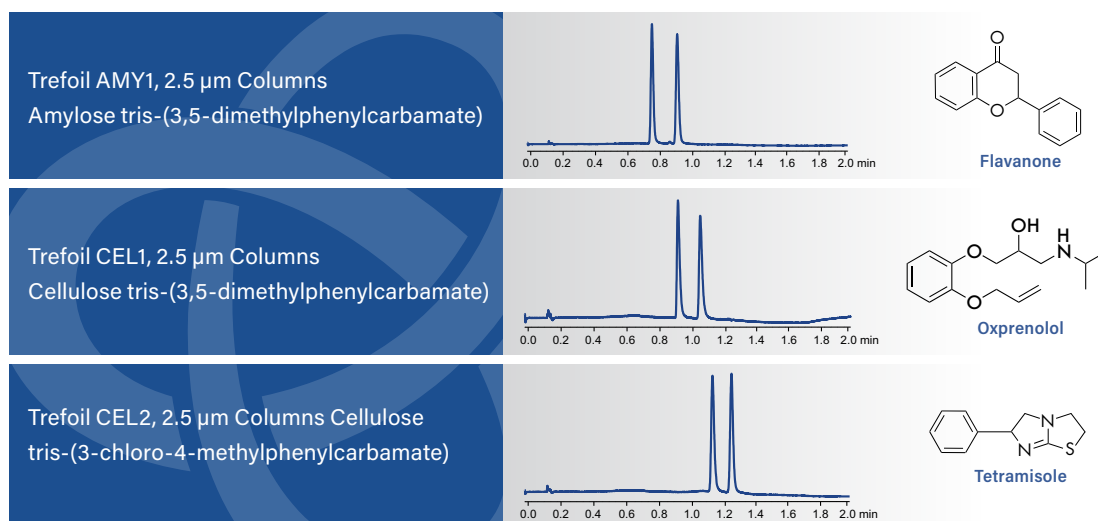 Trefoil AMY1, 2.5 µm Columns
Amylose tris-(3,5-dimethylphenylcarbamate)
0.0 0.2 0.4 0.6 0.8 1.0 1.2 1.4 1.6 1.8 2.0 min
O
O
Flavanone
Trefoil CEL1, 2.5 µm Columns
Cellulose tris-(3,5-dimethylphenylcarbamate)
0.0 0.2 0.4 0.6 0.8 1.0 1.2 1.4 1.6 1.8 2.0 min
OH
O
H
N
O
Oxprenolol
Trefoil CEL2, 2.5 µm Columns Cellulose
tris-(3-chloro-4-methylphenylcarbamate)
0.0 0.2 0.4 0.6 0.8 1.0 1.2 1.4 1.6 1.8 2.0 min
N
N
S
Tetramisole